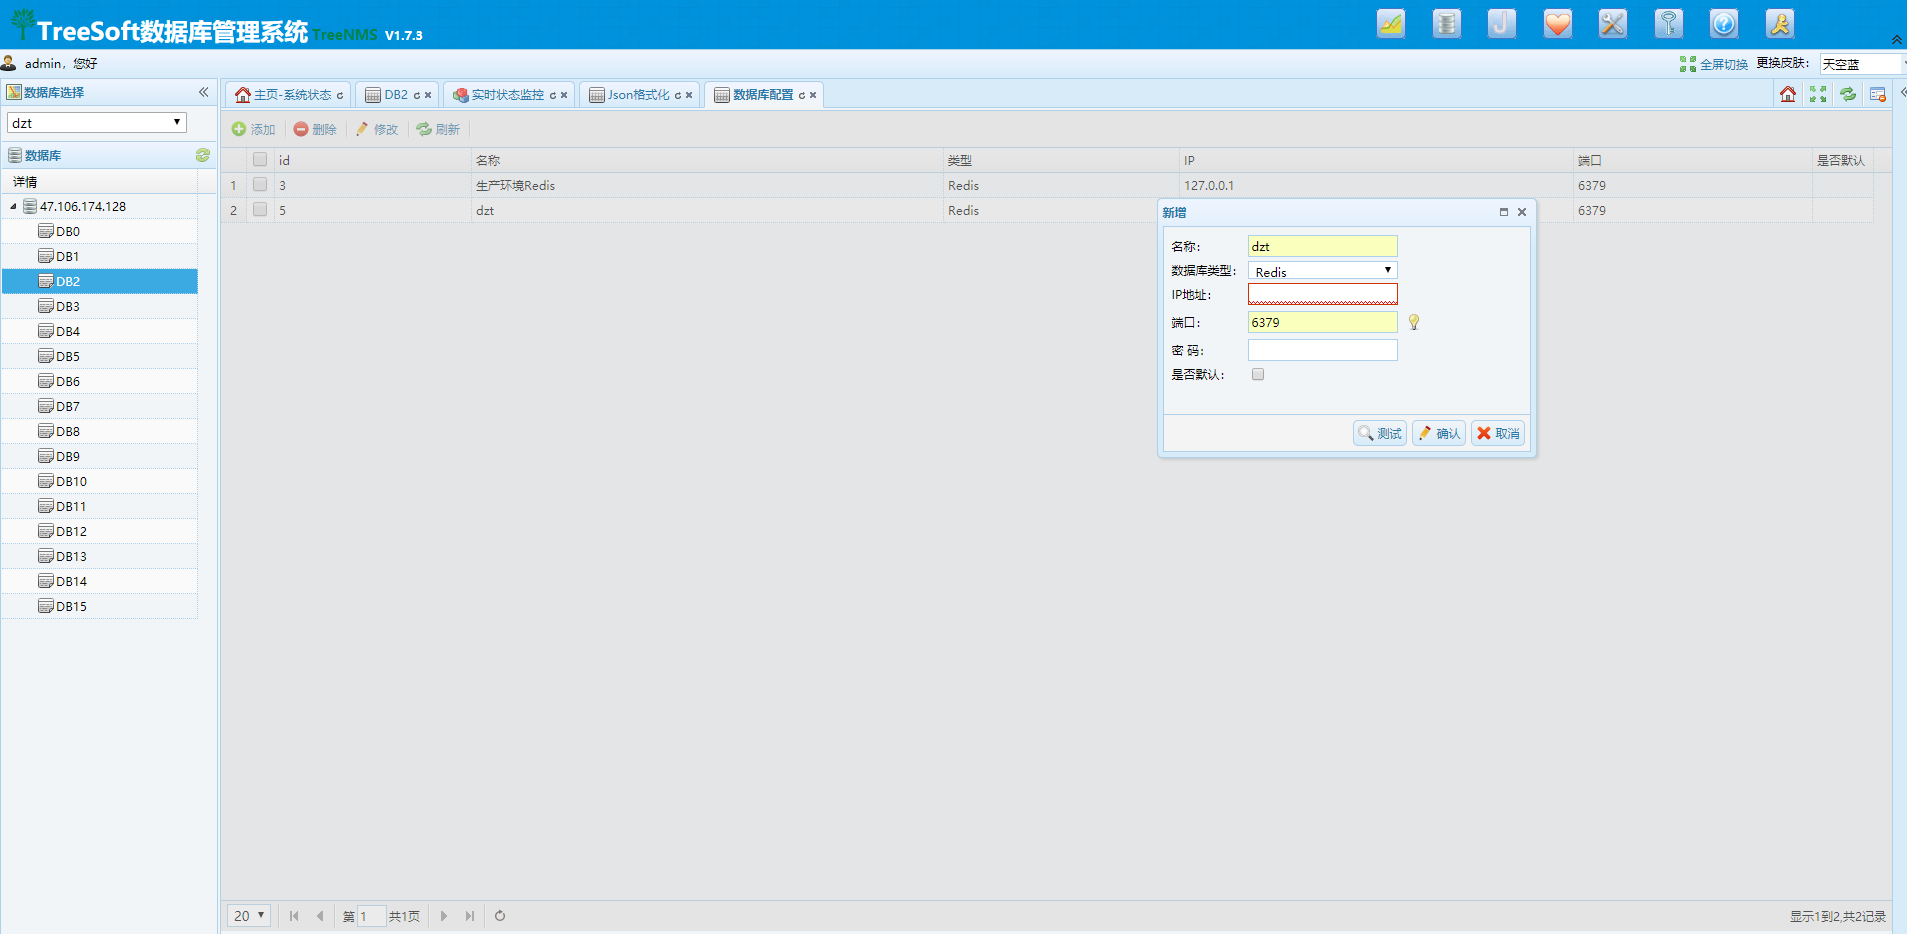 TreeSoft数据库管理系统 TreeNMS V1.7.3
admin，您好
全屏切换 更换皮肤： 天空蓝
数据库选择
dzt
数据库
详情
47.106.174.128
DB0
DB1
DB2
DB3
DB4
DB5
DB6
DB7
DB8
DB9
DB10
DB11
DB12
DB13
DB14
DB15
主页-系统状态 DB2 实时状态监控 Json格式化 数据库配置
添加 删除 修改 刷新
id 名称 类型 IP 端口 是否默认
1 3 生产环境Redis Redis 127.0.0.1 6379
2 5 dzt Redis 6379
新增
名称： dzt
数据库类型： Redis
IP地址：
端口： 6379
密 码：
是否默认：
测试 确认 取消
20 第 1 共1页
显示1到2,共2记录